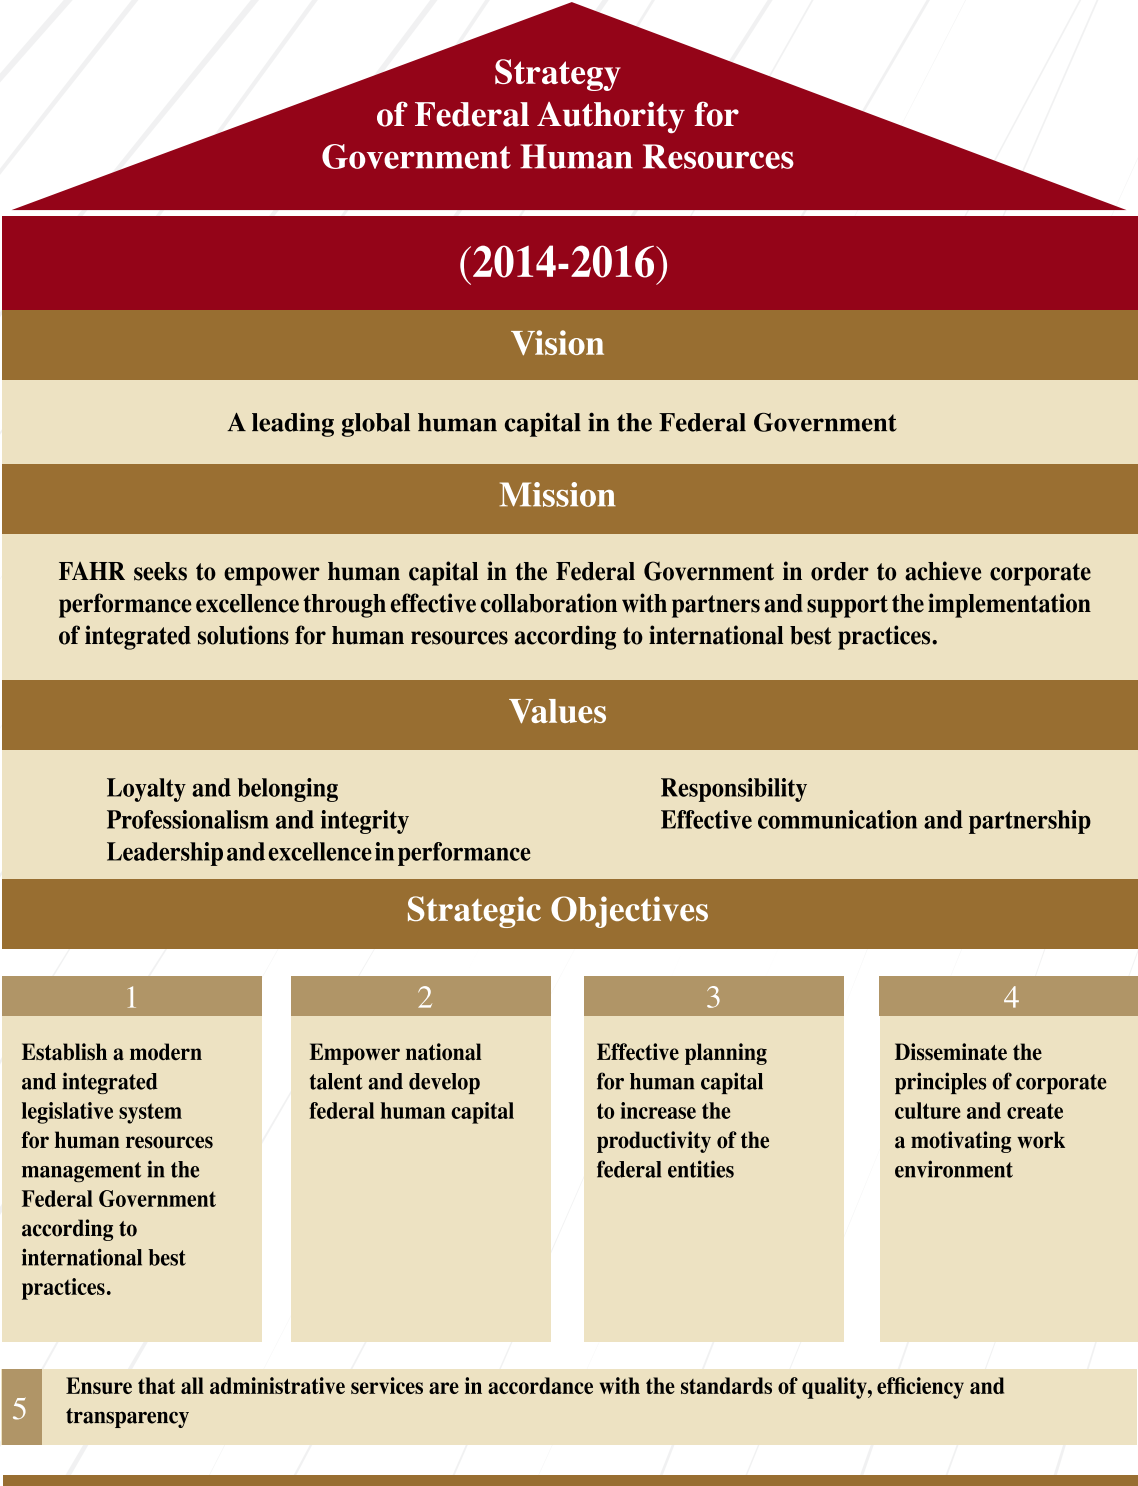 Strategy
of Federal Authority for
Government Human Resources
(2014-2016)
Vision
A leading global human capital in the Federal Government
Mission
FAHR seeks to empower human capital in the Federal Government in order to achieve corporate
performance excellence through effective collaboration with partners and support the implementation
of integrated solutions for human resources according to international best practices.
Values
Loyalty and belonging
Professionalism and integrity
Leadership and excellence in performance
Responsibility
Effective communication and partnership
Strategic Objectives
1
Establish a modern
and integrated
legislative system
for human resources
management in the
Federal Government
according to
international best
practices.
2
Empower national
talent and develop
federal human capital
3
Effective planning
for human capital
to increase the
productivity of the
federal entities
4
Disseminate the
principles of corporate
culture and create
a motivating work
environment
5
Ensure that all administrative services are in accordance with the standards of quality, efficiency and
transparency